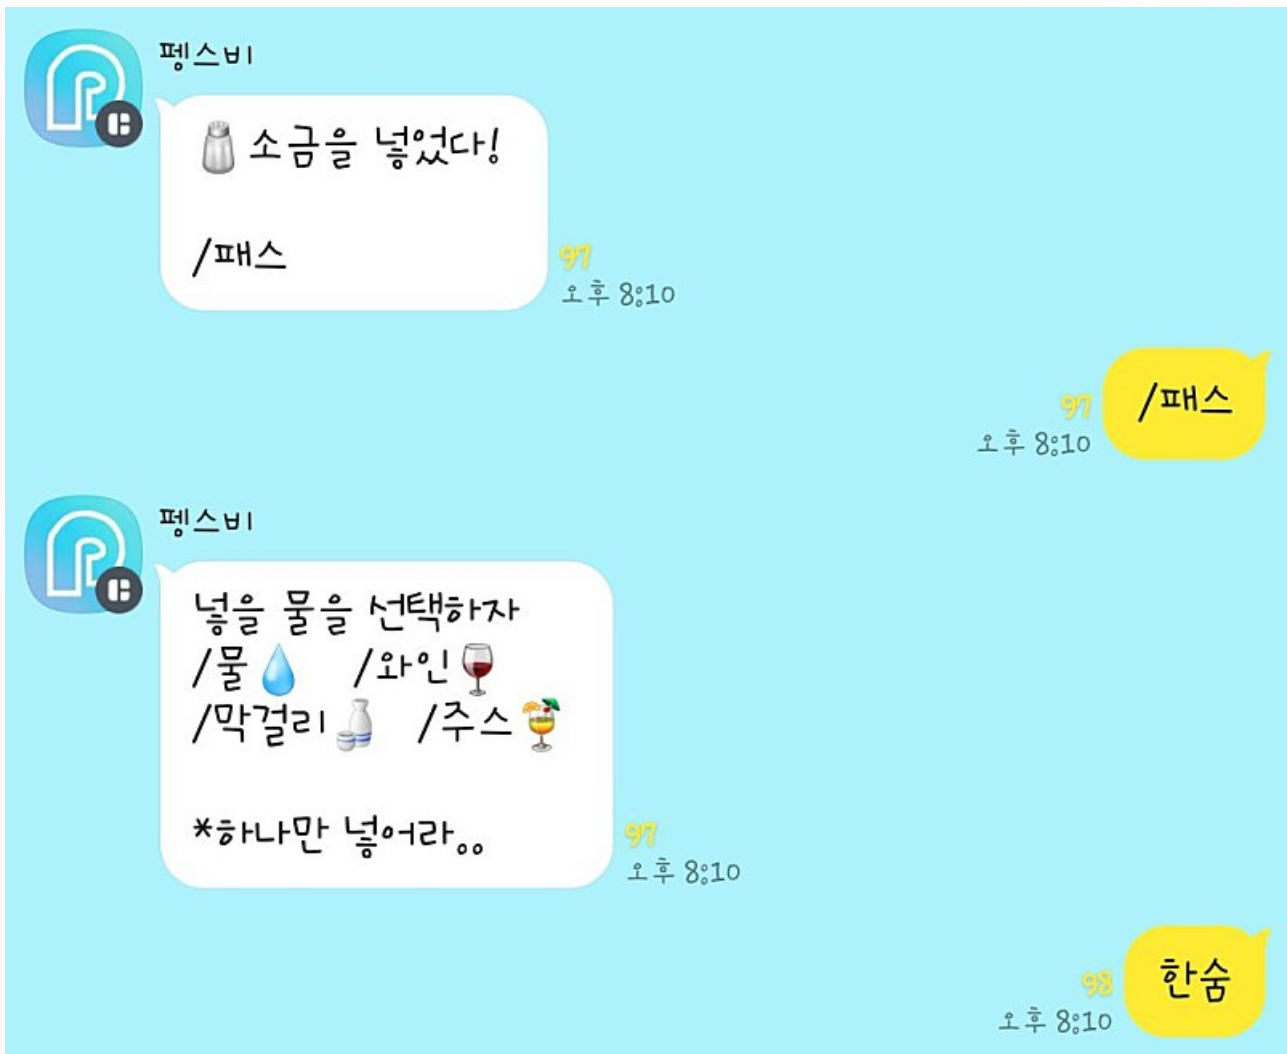 펭스비
소금을 넣었다!
/패스
97
오후 8:10
/패스
97
오후 8:10
펭스비
넣을 물을 선택하자
/물 /와인
/막걸리 /주스
*하나만 넣어라..
97
오후 8:10
한숨
98
오후 8:10